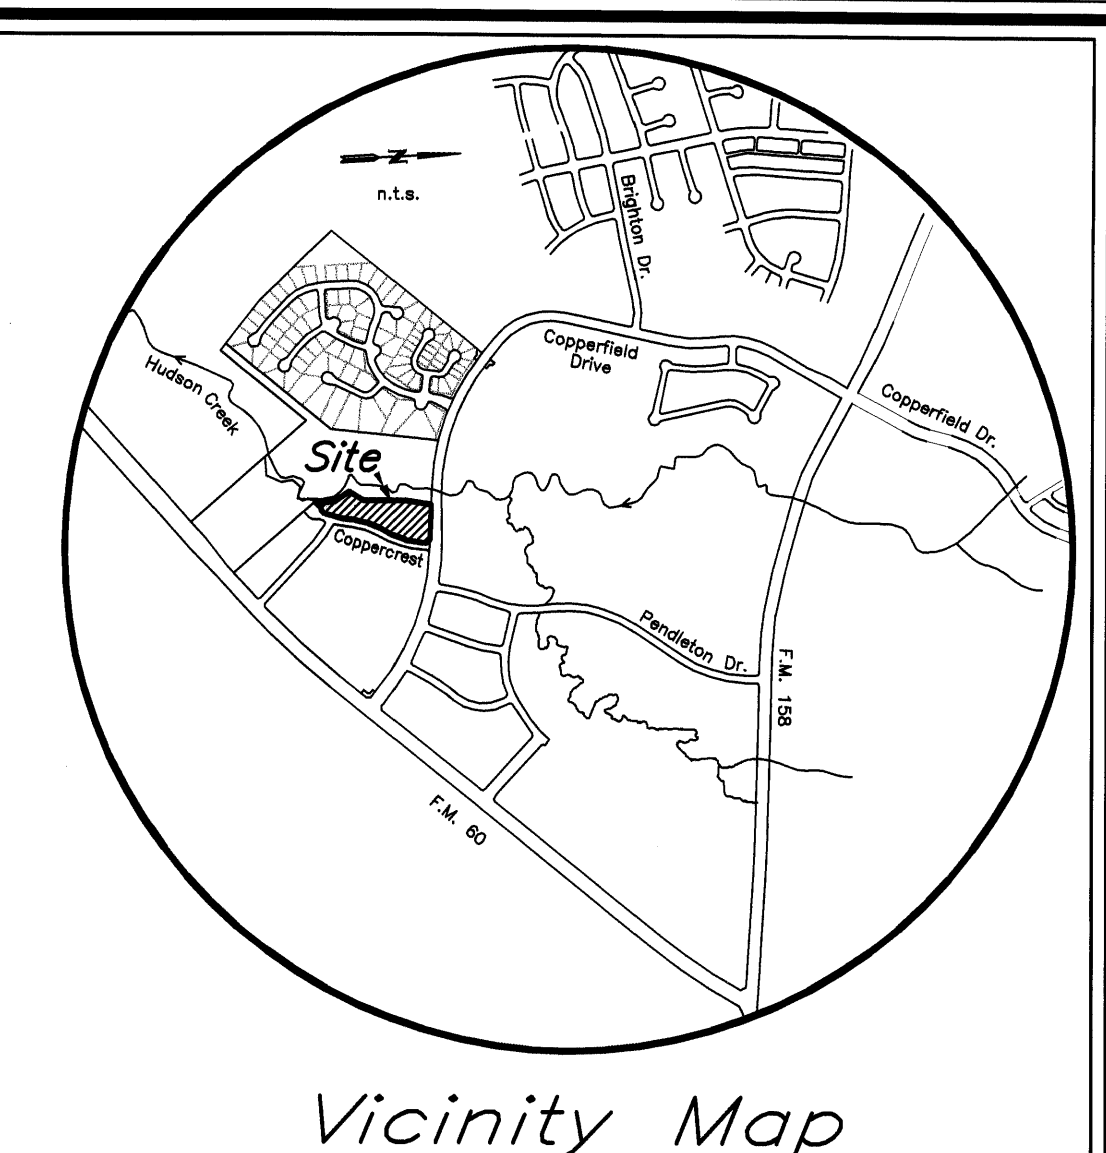 Z
n.t.s.
Brighton Dr.
Copperfield
Drive
Hudson Creek
Copperfield Dr.
Site
Coppercrest
Pendleton Dr.
F.M. 158
F.M. 60
Vicinity Map